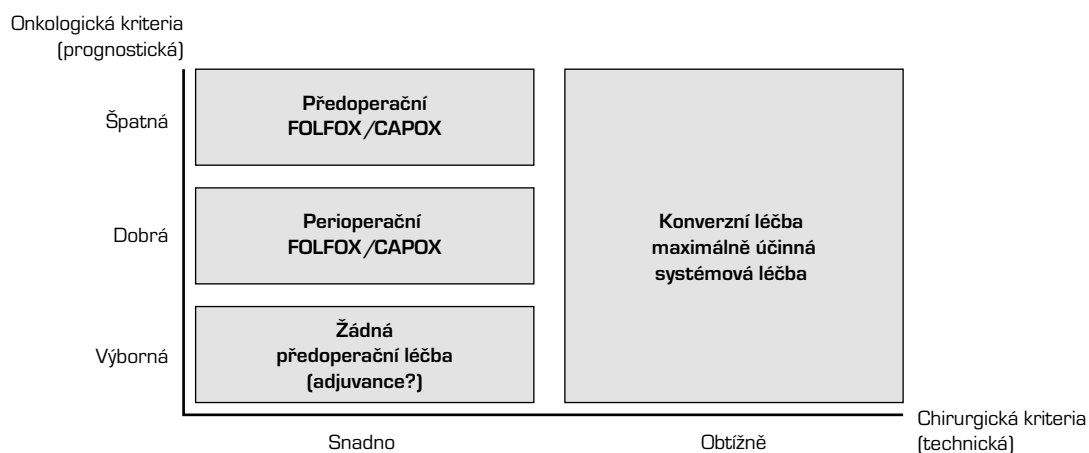 Onkologická kriteria
(prognostická)
Špatná
Předoperační
FOLFOX/CAPOX
Dobrá
Perioperační
FOLFOX/CAPOX
Konverzní léčba
maximálně účinná
systémová léčba
Výborná
Žádná
předoperační léčba
(adjuvance?)
Snadno
Obtížně
Chirurgická kriteria
(technická)